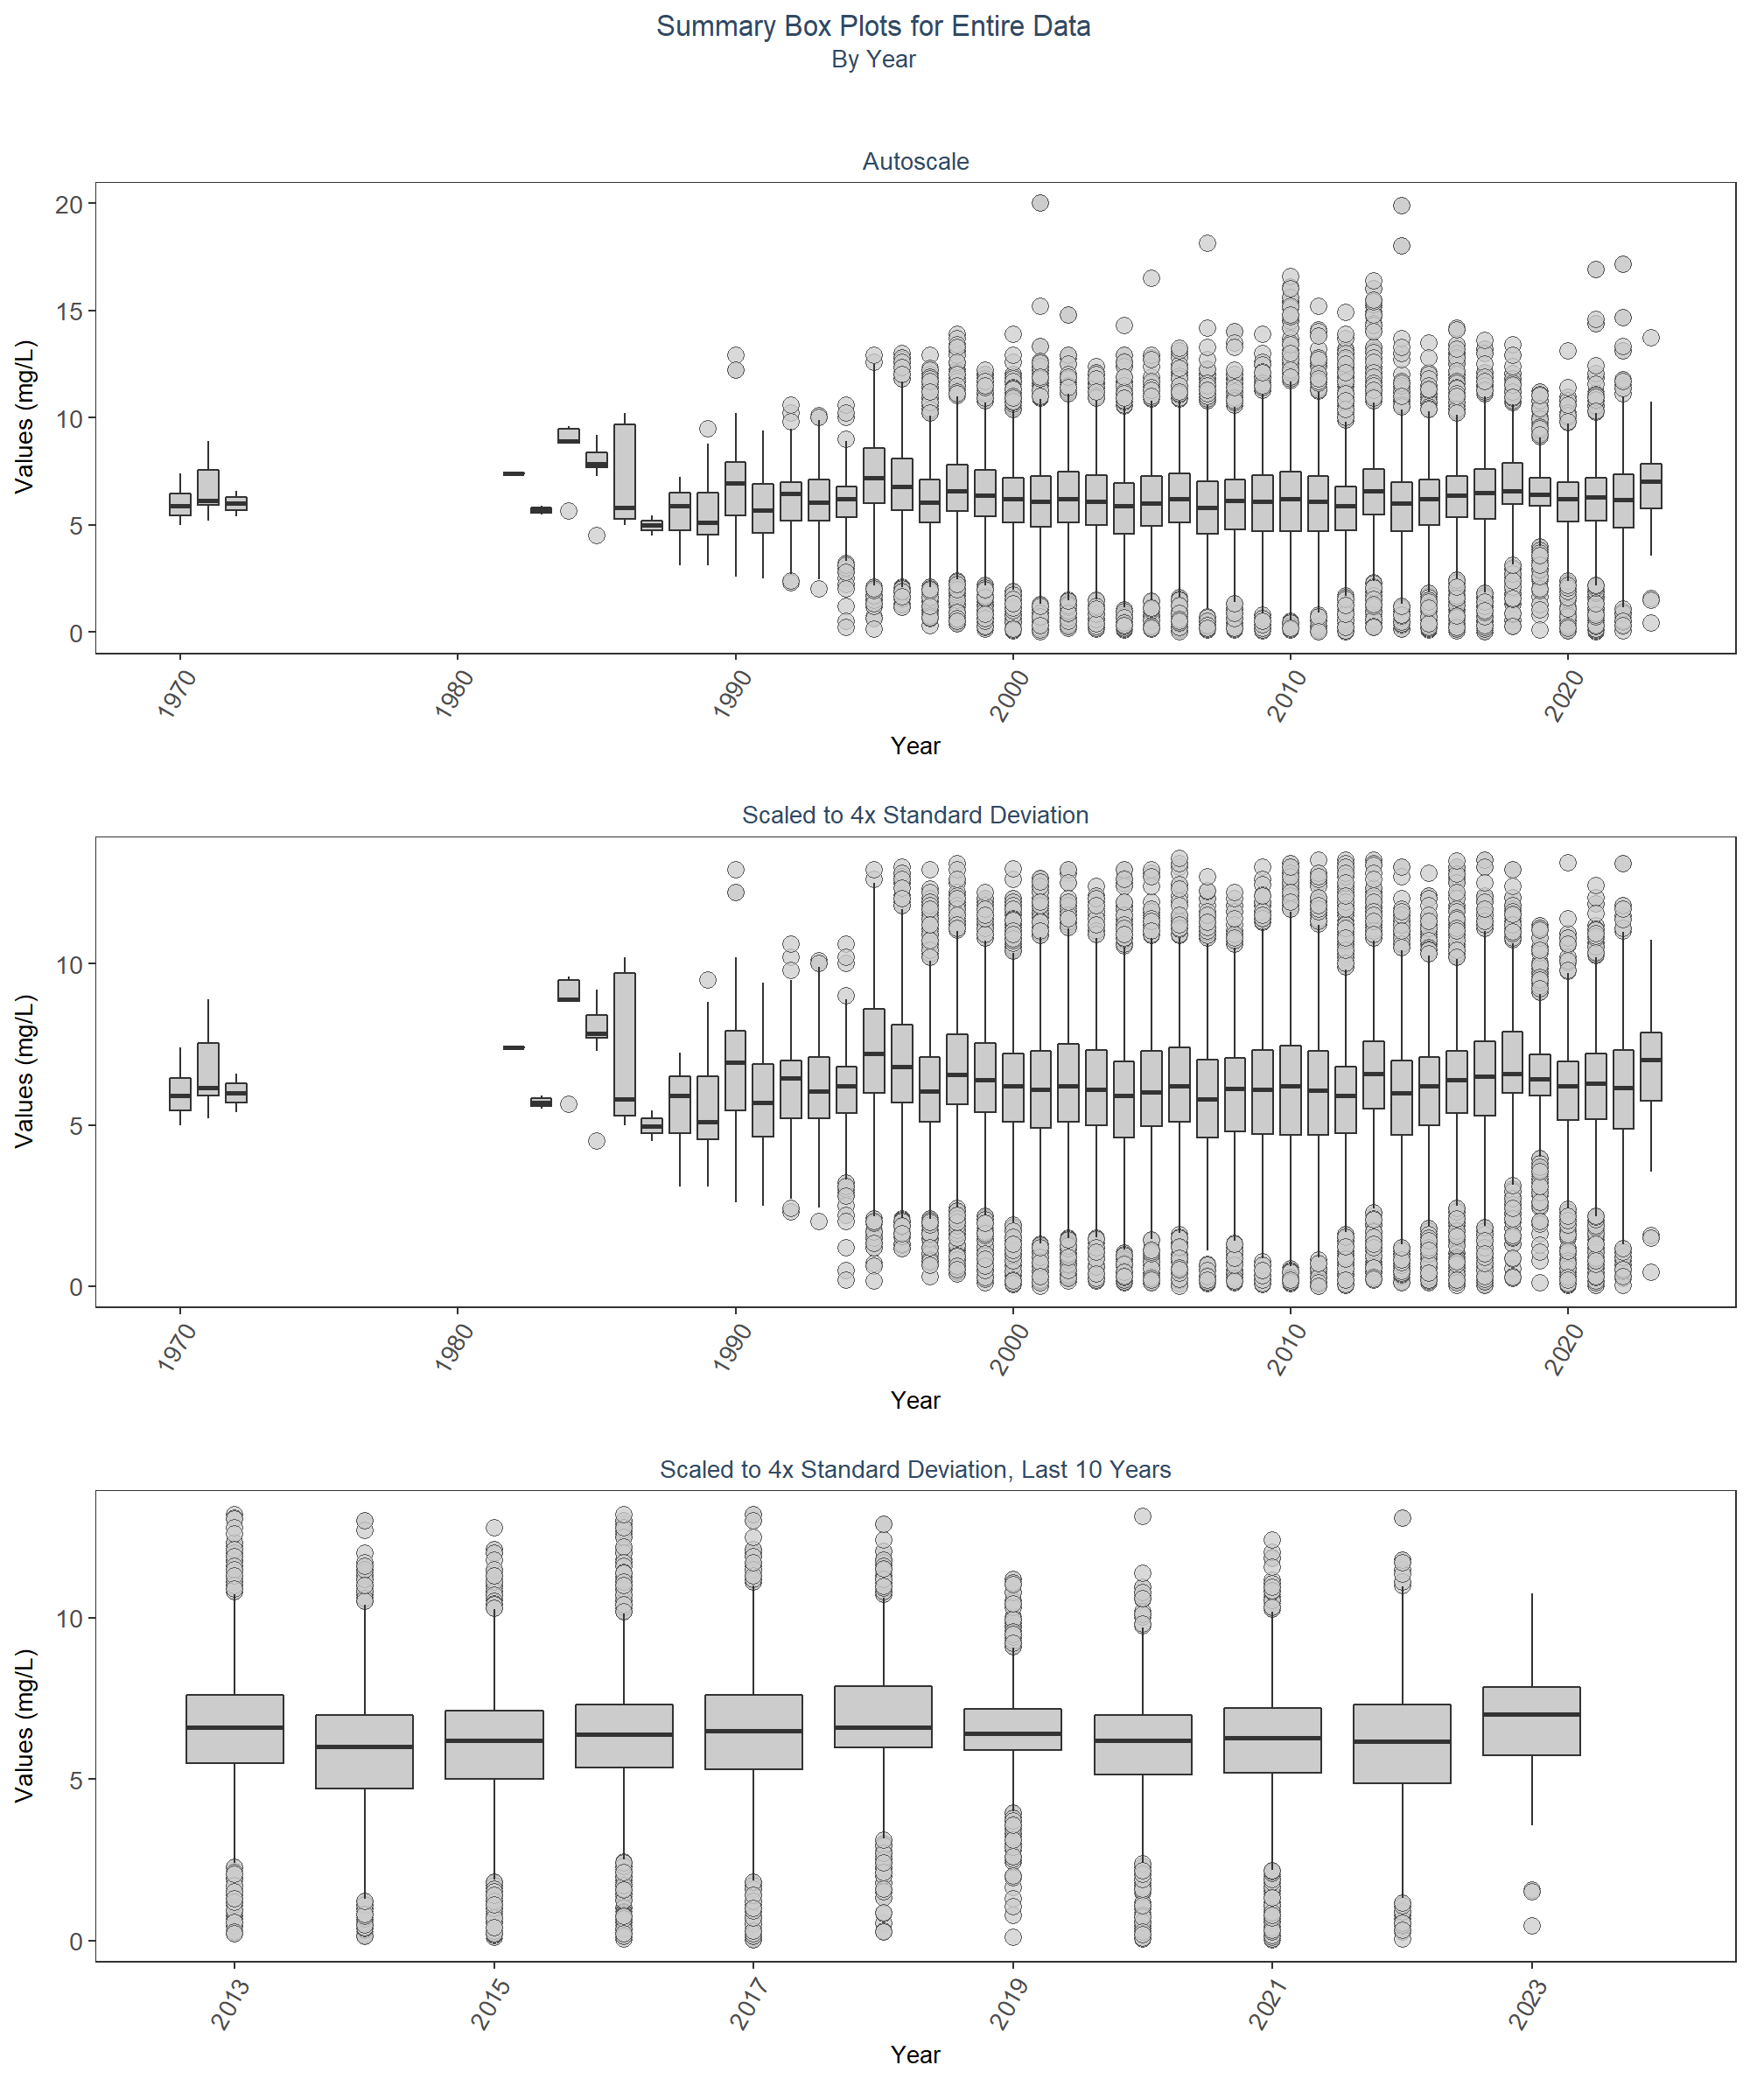 Summary Box Plots for Entire Data
By Year
Autoscale
Values (mg/L)
20
15
10
5
0
1970
1980
1990
2000
2010
2020
Year
Scaled to 4x Standard Deviation
Values (mg/L)
10
5
0
1970
1980
1990
2000
2010
2020
Year
Scaled to 4x Standard Deviation, Last 10 Years
Values (mg/L)
10
5
0
2013
2015
2017
2019
2021
2023
Year